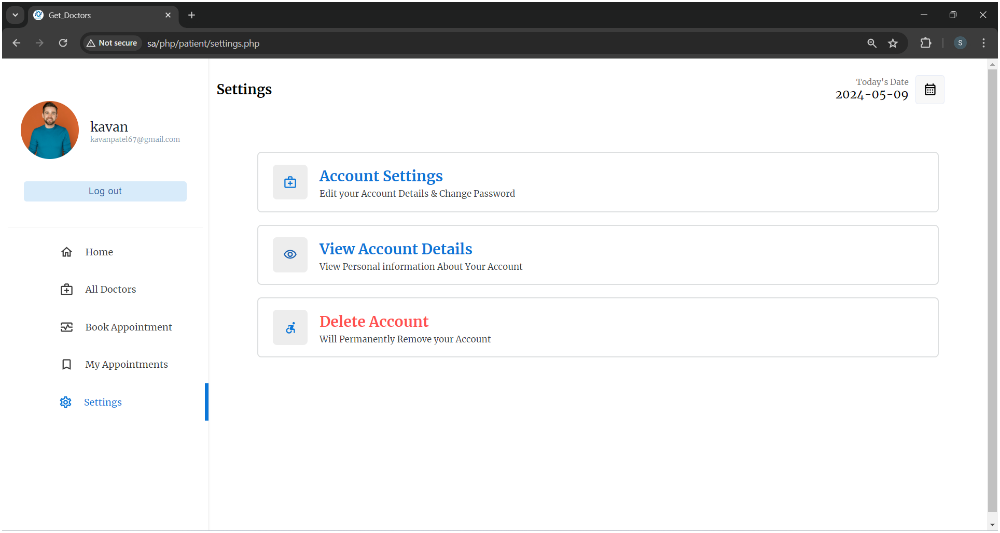 Get_Doctors
Not secure
sa/php/patient/settings.php
S
kavan
kavanpatel67@gmail.com
Log out
Home
All Doctors
Book Appointment
My Appointments
Settings
Settings
Today's Date
2024-05-09
Account Settings
Edit your Account Details & Change Password
View Account Details
View Personal information About Your Account
Delete Account
Will Permanently Remove your Account